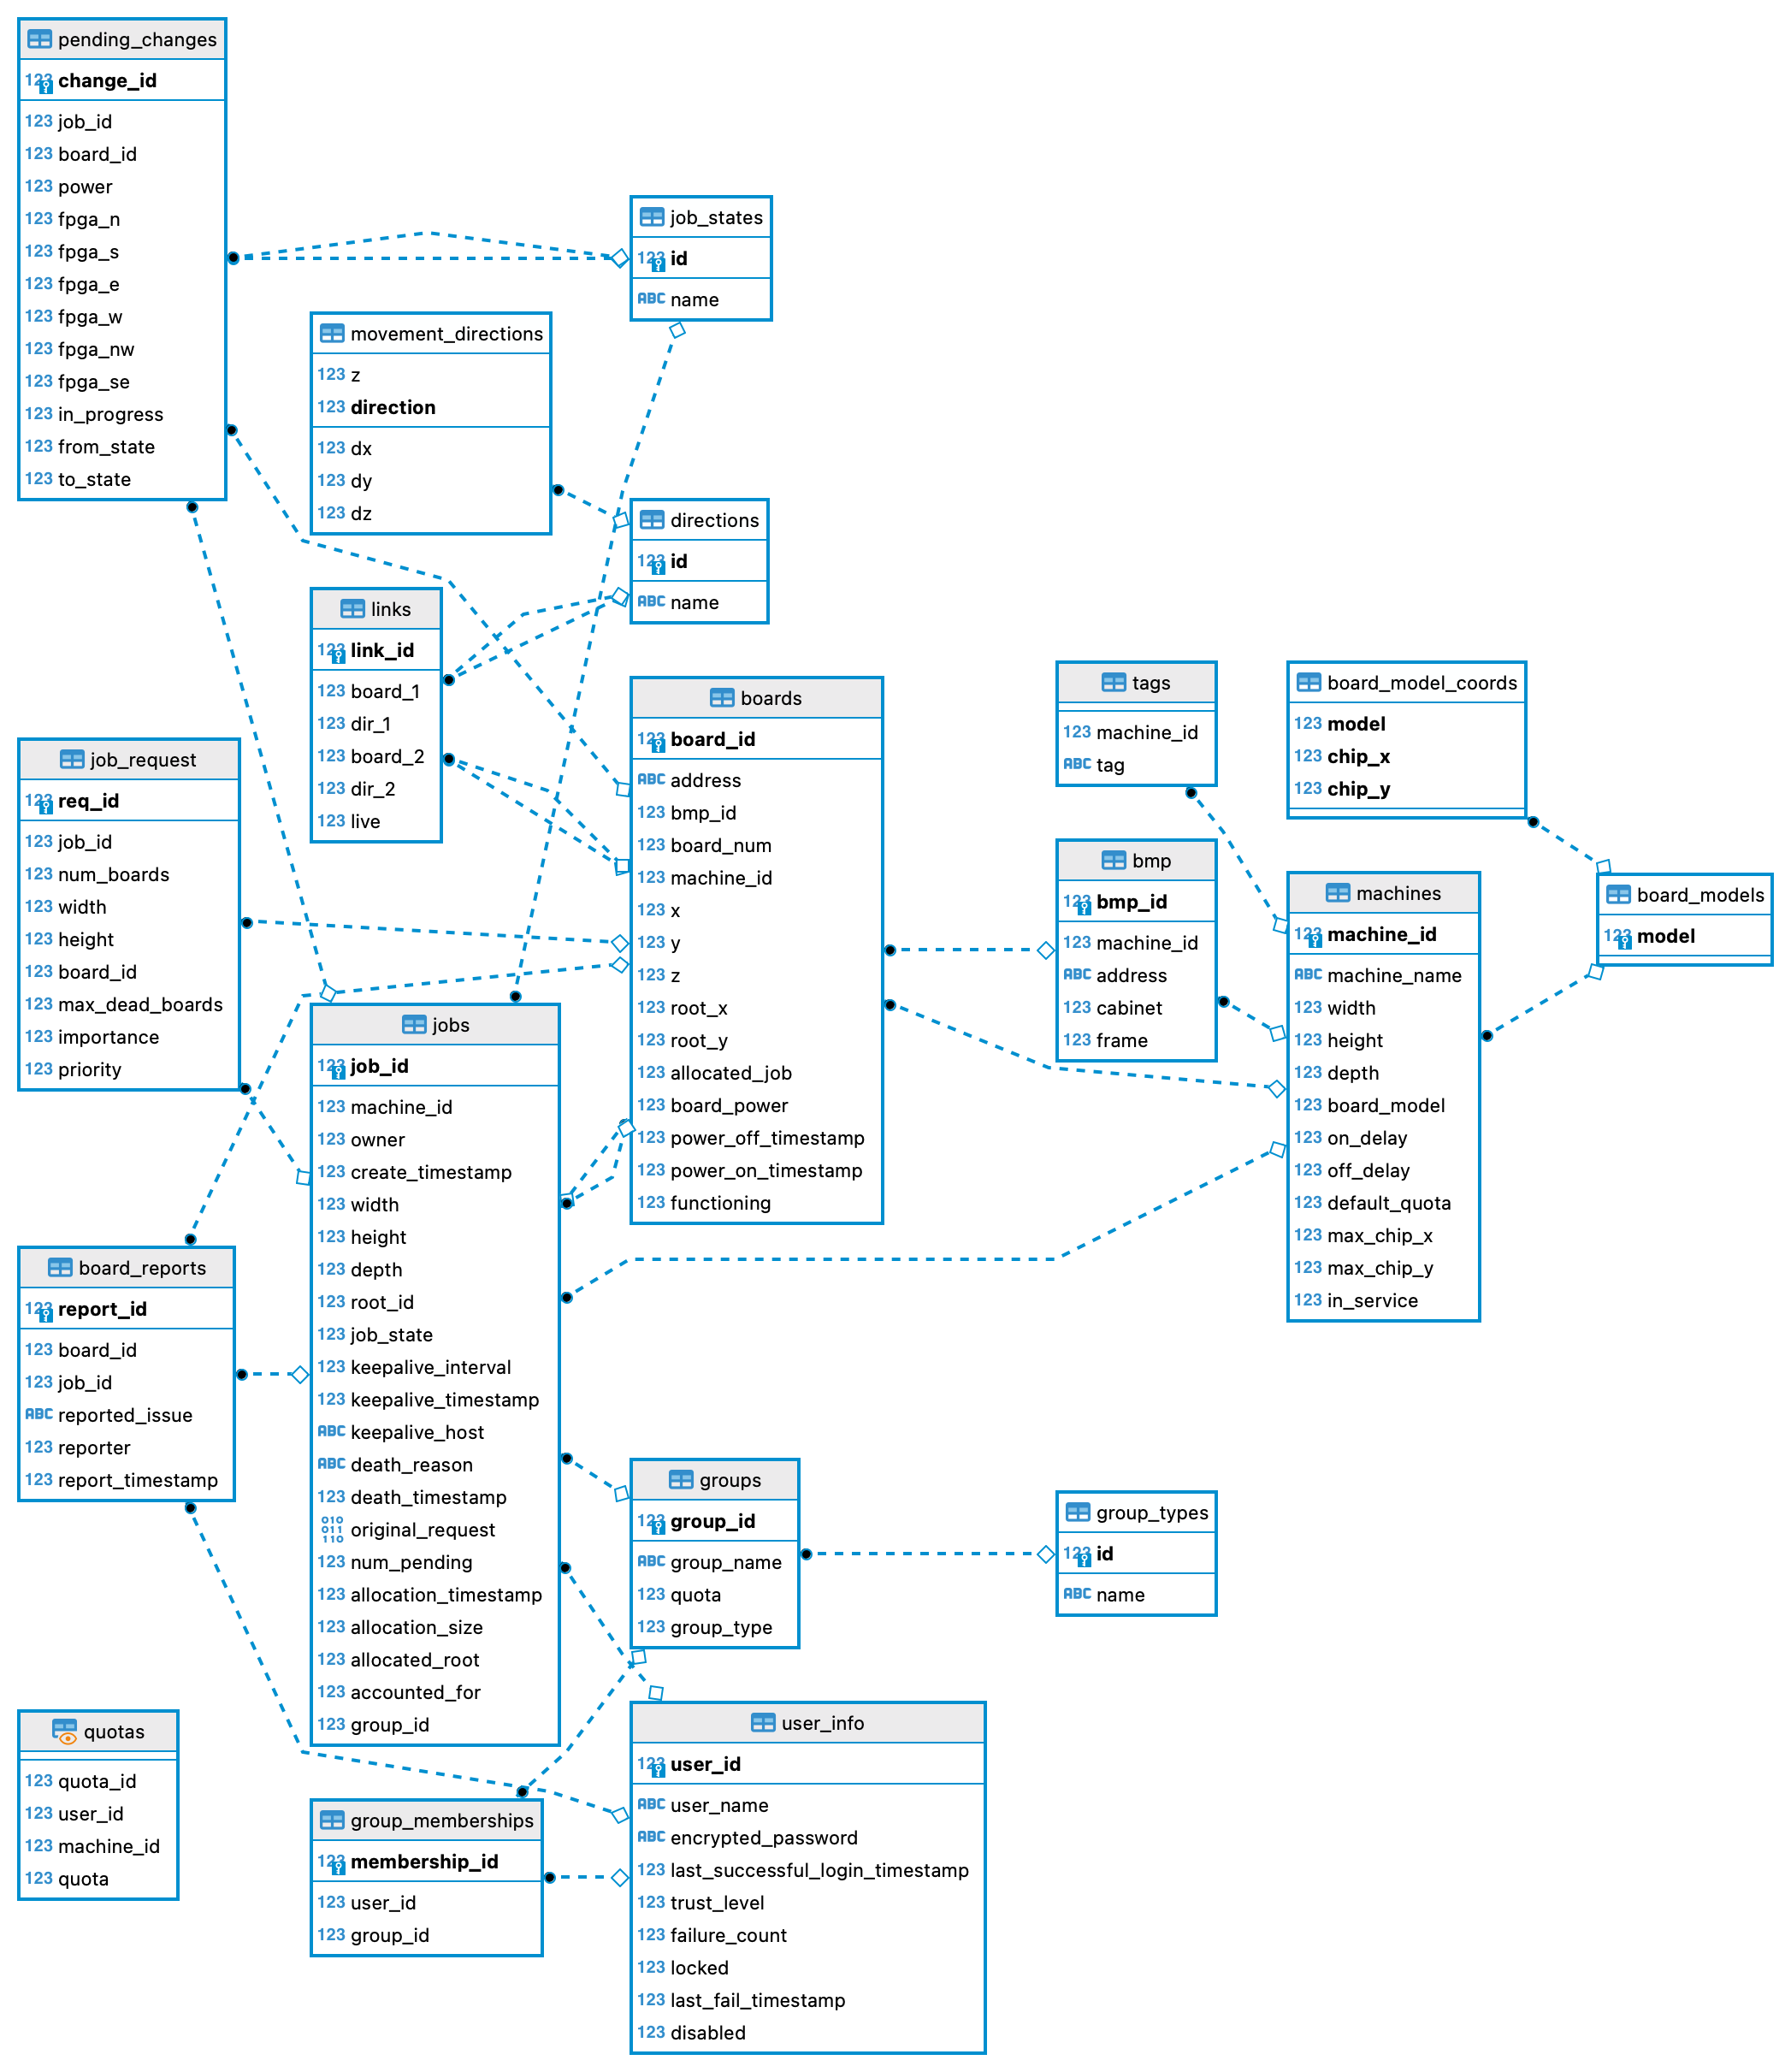 pending_changes
123 change_id
123 job_id
123 board_id
123 power
123 fpga_n
123 fpga_s
123 fpga_e
123 fpga_w
123 fpga_nw
123 fpga_se
123 in_progress
123 from_state
123 to_state
job_states
123 id
ABC name
movement_directions
123 z
123 direction
123 dx
123 dy
123 dz
directions
123 id
ABC name
links
123 link_id
123 board_1
123 dir_1
123 board_2
123 dir_2
123 live
boards
123 board_id
ABC address
123 bmp_id
123 board_num
123 machine_id
123 x
123 y
123 z
123 root_x
123 root_y
123 allocated_job
123 board_power
123 power_off_timestamp
123 power_on_timestamp
123 functioning
tags
123 machine_id
ABC tag
board_model_coords
123 model
123 chip_x
123 chip_y
bmp
123 bmp_id
123 machine_id
ABC address
123 cabinet
123 frame
machines
123 machine_id
ABC machine_name
123 width
123 height
123 depth
123 board_model
123 on_delay
123 off_delay
123 default_quota
123 max_chip_x
123 max_chip_y
123 in_service
board_models
123 model
job_request
123 req_id
123 job_id
123 num_boards
123 width
123 height
123 board_id
123 max_dead_boards
123 importance
123 priority
jobs
123 job_id
123 machine_id
123 owner
123 create_timestamp
123 width
123 height
123 depth
123 root_id
123 job_state
123 keepalive_interval
123 keepalive_timestamp
ABC keepalive_host
ABC death_reason
123 death_timestamp
010 011 110 original_request
123 num_pending
123 allocation_timestamp
123 allocation_size
123 allocated_root
123 accounted_for
123 group_id
board_reports
123 report_id
123 board_id
123 job_id
ABC reported_issue
123 reporter
123 report_timestamp
groups
123 group_id
ABC group_name
123 quota
123 group_type
group_types
123 id
ABC name
quotas
123 quota_id
123 user_id
123 machine_id
123 quota
group_memberships
123 membership_id
123 user_id
123 group_id
user_info
123 user_id
ABC user_name
ABC encrypted_password
123 last_successful_login_timestamp
123 trust_level
123 failure_count
123 locked
123 last_fail_timestamp
123 disabled